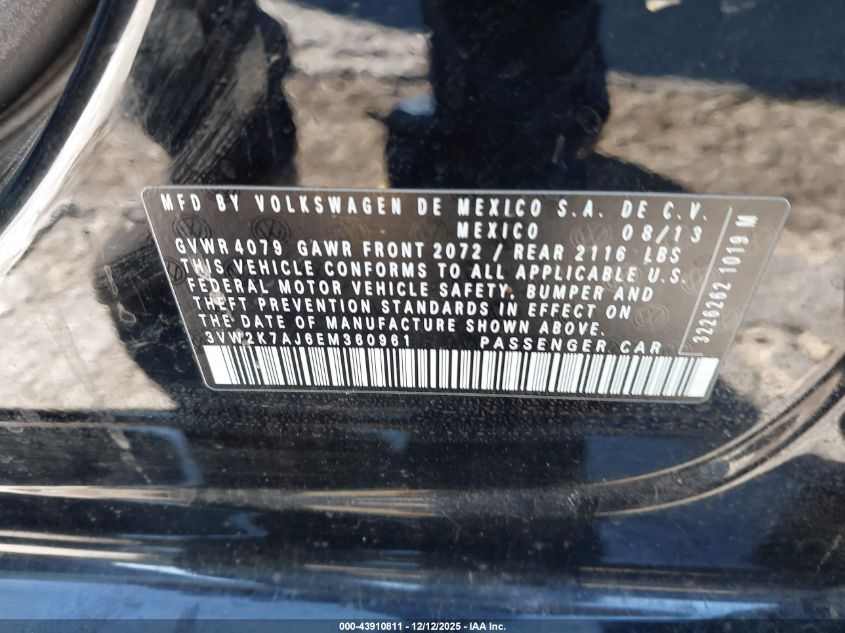 MFD BY VOLKSWAGEN DE MEXICO S.A. DE C.V.
MEXICO 08/13
GVWR 4079 GAWR FRONT 2072 / REAR 2116 LBS
THIS VEHICLE CONFORMS TO ALL APPLICABLE U.S.
FEDERAL MOTOR VEHICLE SAFETY, BUMPER AND
THEFT PREVENTION STANDARDS IN EFFECT ON
THE DATE OF MANUFACTURE SHOWN ABOVE.
3VW2K7AJ6EM360961 PASSENGER CAR
3226262 1019 M
000-43910811 - 12/12/2025 - IAA Inc.